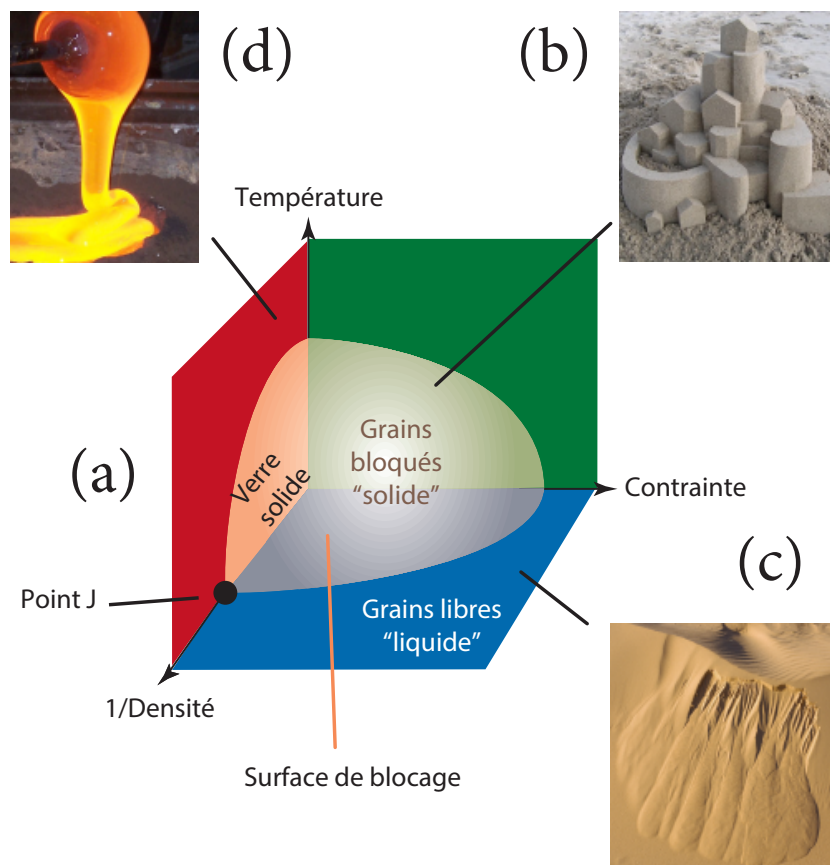 (d)
(b)
Température
Grains
bloqués
“solide”
Verre
solide
(a)
Contrainte
(c)
Point J
Grains libres
“liquide”
1/Densité
Surface de blocage